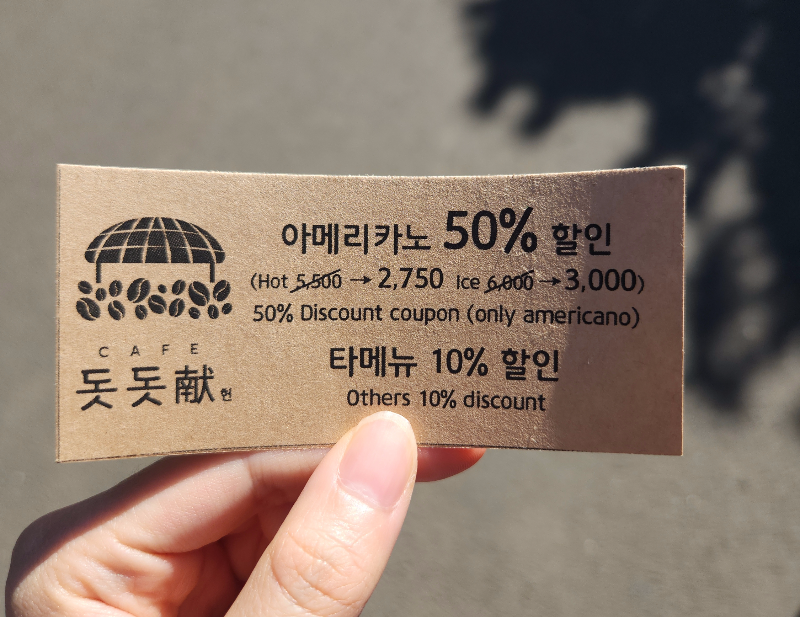 아메리카노 50% 할인
(Hot 5,500 → 2,750 Ice 6,000 → 3,000)
50% Discount coupon (only americano)
타메뉴 10% 할인
Others 10% discount
CAFE
돗돗献헌